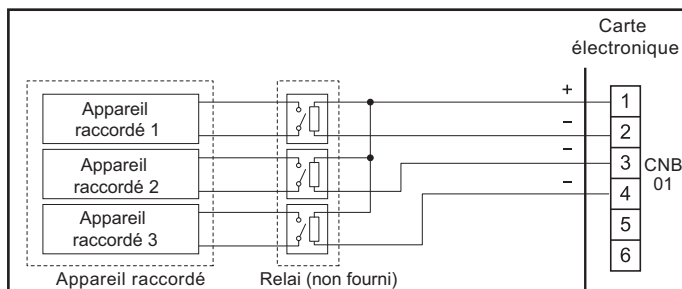 Carte
électronique
Appareil
raccordé 1
Appareil
raccordé 2
Appareil
raccordé 3
+
−
−
−
1
2
3
4
5
6
CNB
01
Appareil raccordé
Relai (non fourni)